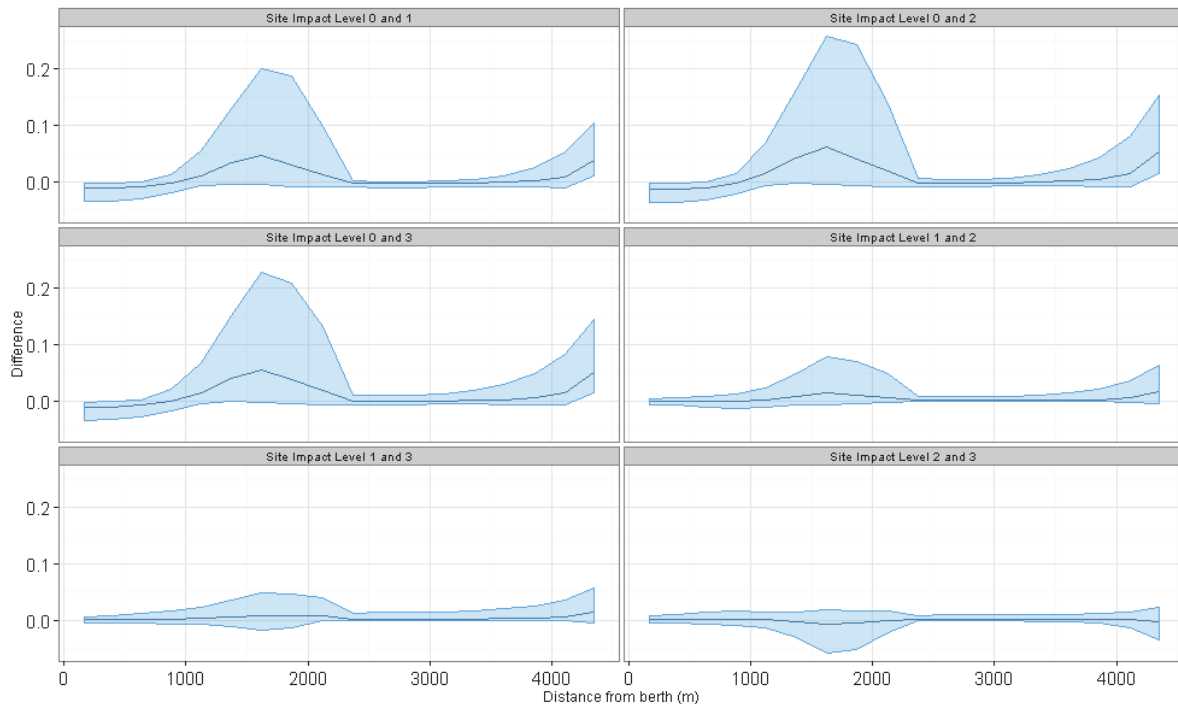 Site Impact Level 0 and 1
Site Impact Level 0 and 2
0.2
0.1
0.0
Site Impact Level 0 and 3
Site Impact Level 1 and 2
0.2
0.1
0.0
Difference
Site Impact Level 1 and 3
Site Impact Level 2 and 3
0.2
0.1
0.0
0 1000 2000 3000 4000 0 1000 2000 3000 4000
Distance from berth (m)